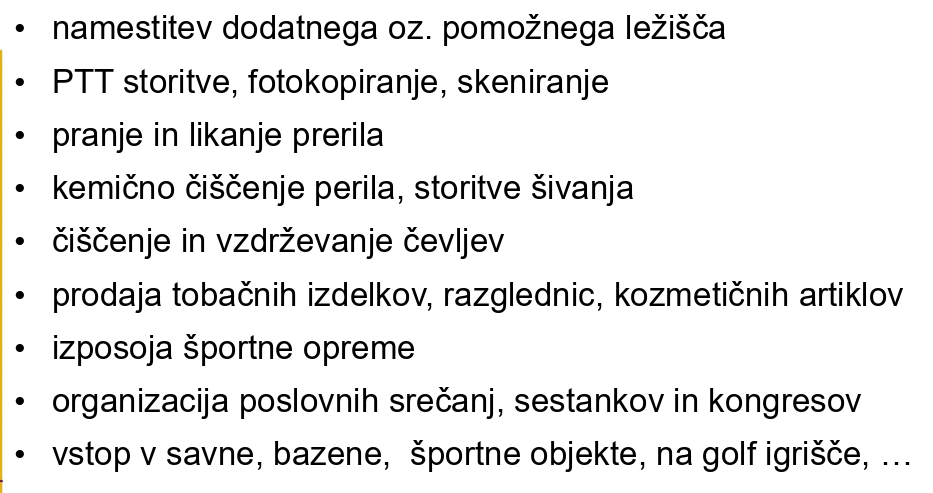 • namestitev dodatnega oz. pomožnega ležišča
• PTT storitve, fotokopiranje, skeniranje
• pranje in likanje prerila
• kemično čiščenje perila, storitve šivanja
• čiščenje in vzdrževanje čevljev
• prodaja tobačnih izdelkov, razglednic, kozmetičnih artiklov
• izposoja športne opreme
• organizacija poslovnih srečanj, sestankov in kongresov
• vstop v savne, bazene,  športne objekte, na golf igrišče, …